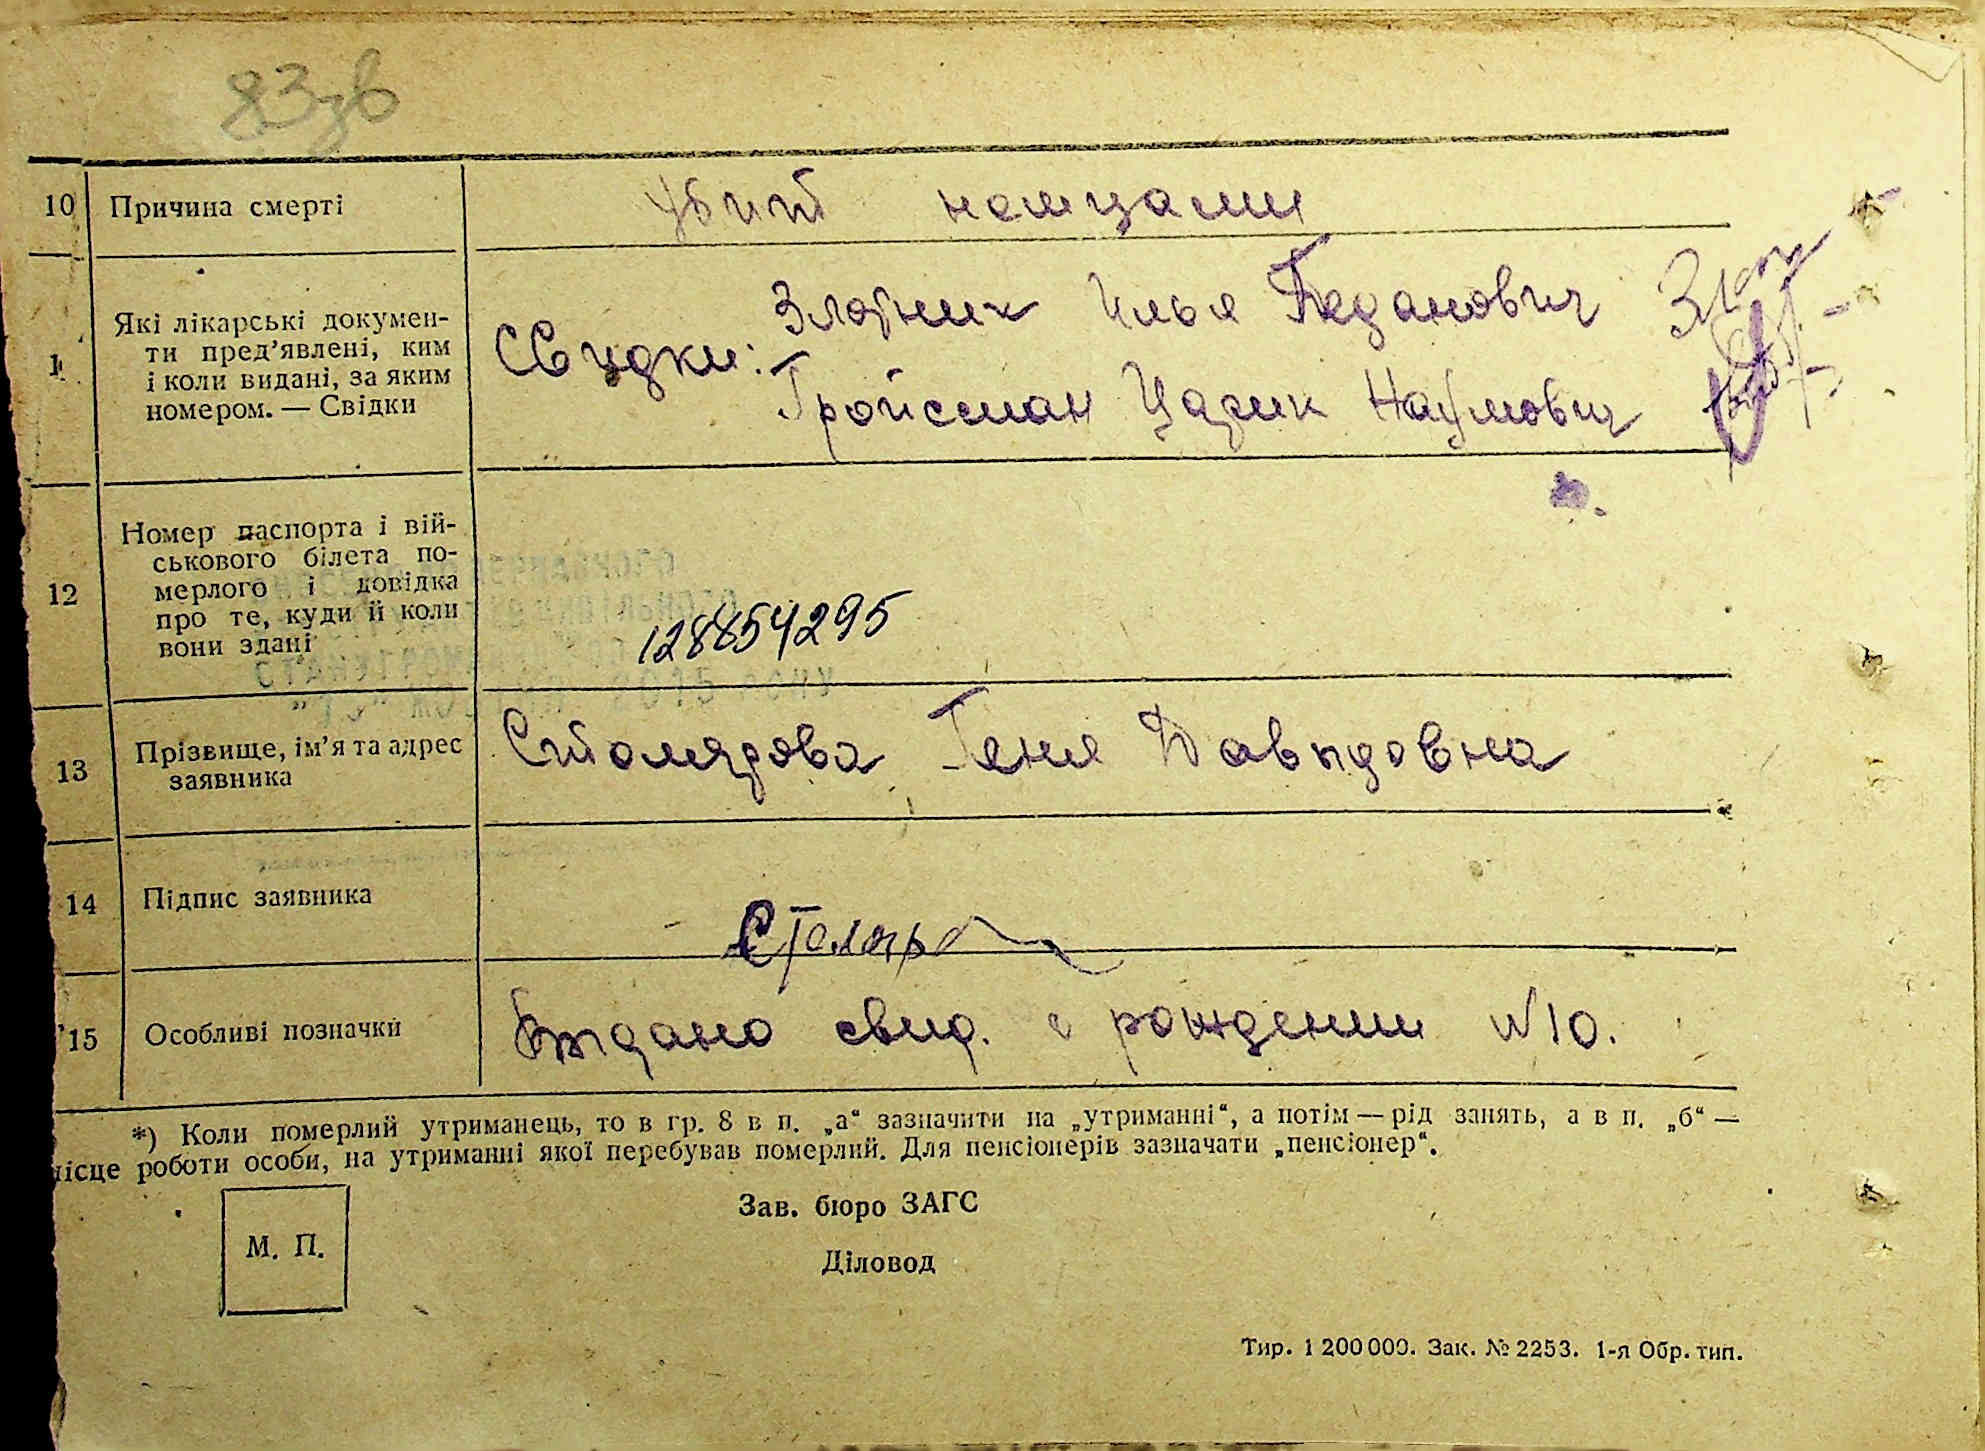 83зв
10 Причина смерті убит немцами
Які лікарські докумен-
ти пред’явлені, ким
і коли видані, за яким
номером. — Свідки
Свидки: Злотник Илья
Гройсман Цадик Наумович
12 Номер паспорта і вій-
ськового білета по-
мерлого і довідка
про те, куди й коли
вони здані
128854295
13 Прізвище, ім’я та адрес
заявника
Столярова Геня Давыдовна
14 Підпис заявника
Столяр
15 Особливі позначки Выдано свид. о рождении №10.
*) Коли померлий утриманець, то в гр. 8 в п. „а“ зазначити на „утриманні“, а потім — рід занять, а в п. „б“ —
місце роботи особи, на утриманні якої перебував померлий. Для пенсіонерів зазначати „пенсіонер“.
Зав. бюро ЗАГС
М. П.
Діловод
Тир. 1 200 000. Зак. № 2253. 1-я Обр. тип.